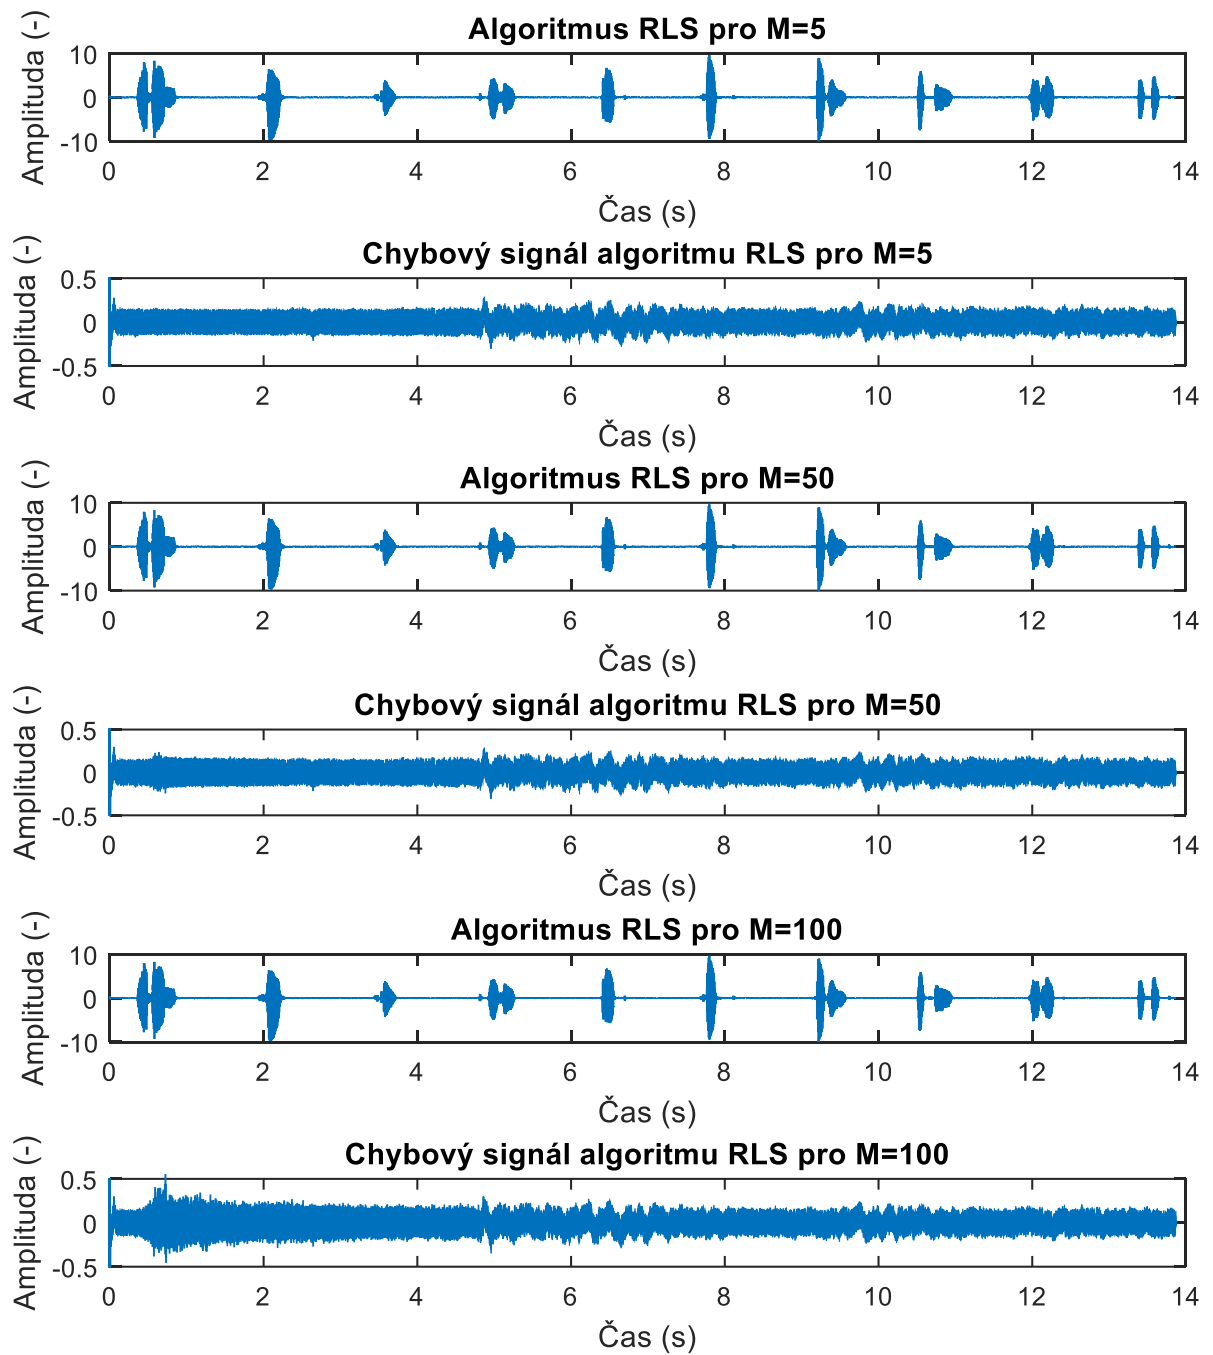 Algoritmus RLS pro M=5
Amplituda (-)
10
0
-10
0 2 4 6 8 10 12 14
Čas (s)
Chybový signál algoritmu RLS pro M=5
Amplituda (-)
0.5
0
-0.5
0 2 4 6 8 10 12 14
Čas (s)
Algoritmus RLS pro M=50
Amplituda (-)
10
0
-10
0 2 4 6 8 10 12 14
Čas (s)
Chybový signál algoritmu RLS pro M=50
Amplituda (-)
0.5
0
-0.5
0 2 4 6 8 10 12 14
Čas (s)
Algoritmus RLS pro M=100
Amplituda (-)
10
0
-10
0 2 4 6 8 10 12 14
Čas (s)
Chybový signál algoritmu RLS pro M=100
Amplituda (-)
0.5
0
-0.5
0 2 4 6 8 10 12 14
Čas (s)